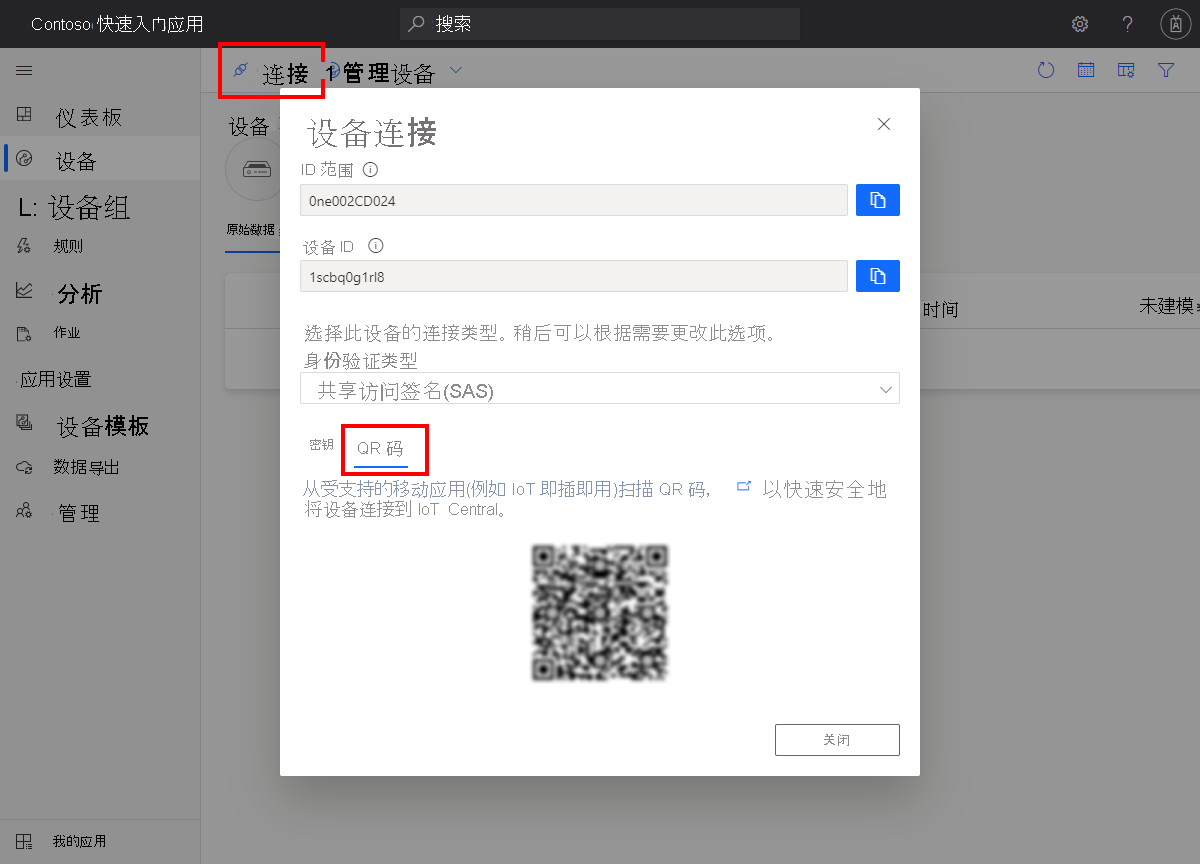 Contoso 快速入门应用
搜索
连接
管理设备
仪表板
设备
L: 设备组
规则
分析
作业
应用设置
设备模板
数据导出
管理
我的应用
设备
原始数据
时间
未建模
设备连接
ID 范围
0ne002CD024
设备 ID
1scbq0g1rl8
选择此设备的连接类型。稍后可以根据需要更改此选项。
身份验证类型
共享访问签名(SAS)
密钥
QR 码
从受支持的移动应用(例如 IoT 即插即用)扫描 QR 码, 以快速安全地
将设备连接到 IoT Central。
关闭